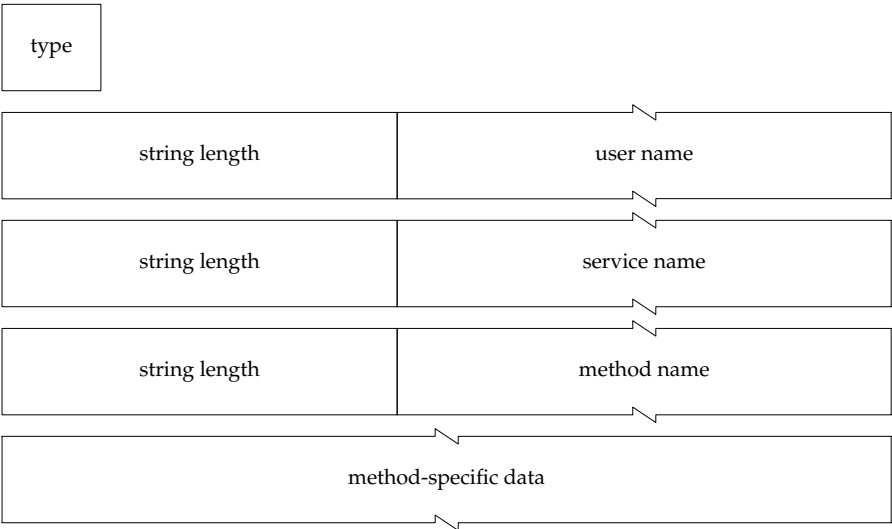 type
string length user name
string length service name
string length method name
method-specific data